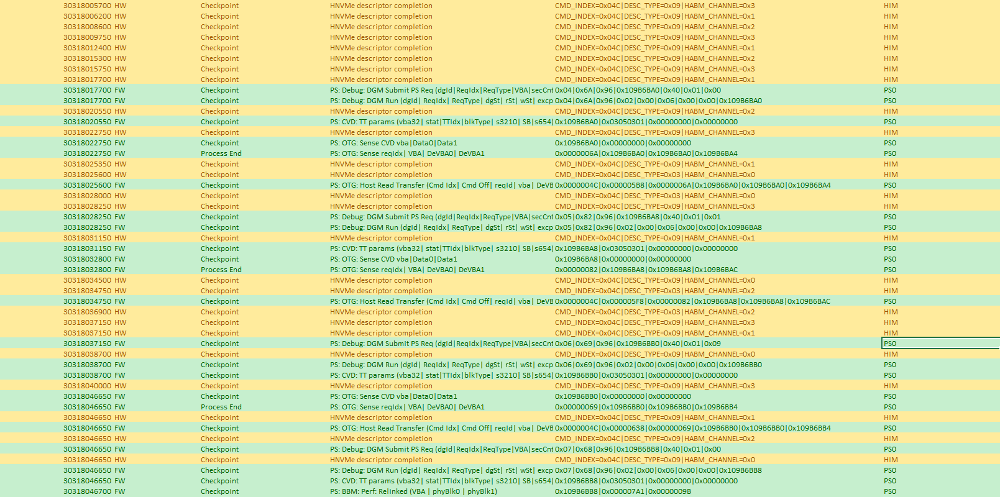 30318005700 HW Checkpoint HNVMe descriptor completion CMD_INDEX=0x04C|DESC_TYPE=0x09|HABM_CHANNEL=0x3 HIM
30318006200 HW Checkpoint HNVMe descriptor completion CMD_INDEX=0x04C|DESC_TYPE=0x09|HABM_CHANNEL=0x1 HIM
30318008600 HW Checkpoint HNVMe descriptor completion CMD_INDEX=0x04C|DESC_TYPE=0x09|HABM_CHANNEL=0x2 HIM
30318009750 HW Checkpoint HNVMe descriptor completion CMD_INDEX=0x04C|DESC_TYPE=0x09|HABM_CHANNEL=0x3 HIM
30318012400 HW Checkpoint HNVMe descriptor completion CMD_INDEX=0x04C|DESC_TYPE=0x09|HABM_CHANNEL=0x1 HIM
30318015300 HW Checkpoint HNVMe descriptor completion CMD_INDEX=0x04C|DESC_TYPE=0x09|HABM_CHANNEL=0x2 HIM
30318015750 HW Checkpoint HNVMe descriptor completion CMD_INDEX=0x04C|DESC_TYPE=0x09|HABM_CHANNEL=0x3 HIM
30318017700 HW Checkpoint HNVMe descriptor completion CMD_INDEX=0x04C|DESC_TYPE=0x09|HABM_CHANNEL=0x1 HIM
30318017700 FW Checkpoint PS: Debug: DGM Submit PS Req (dgId|ReqIdx|ReqType|VBA|secCnt 0x04|0x6A|0x96|0x109B6BA0|0x40|0x01|0x00 PS0
30318017700 FW Checkpoint PS: Debug: DGM Run (dgId| ReqIdx| ReqType| dgSt| rSt| wSt| excp 0x04|0x6A|0x96|0x02|0x00|0x06|0x00|0x00|0x109B6BA0 PS0
30318020550 HW Checkpoint HNVMe descriptor completion CMD_INDEX=0x04C|DESC_TYPE=0x09|HABM_CHANNEL=0x2 HIM
30318020550 FW Checkpoint PS: CVD: TT params (vba32| stat|TTIdx|blkType| s3210| SB|s654) 0x109B6BA0|0x03050301|0x00000000|0x00000000 PS0
30318022750 HW Checkpoint HNVMe descriptor completion CMD_INDEX=0x04C|DESC_TYPE=0x09|HABM_CHANNEL=0x3 HIM
30318022750 FW Checkpoint PS: OTG: Sense CVD vba|Data0|Data1 0x109B6BA0|0x00000000|0x00000000 PS0
30318022750 FW Process End PS: OTG: Sense reqIdx| VBA| DeVBA0| DeVBA1 0x0000006A|0x109B6BA0|0x109B6BA0|0x109B6BA4 PS0
30318025350 HW Checkpoint HNVMe descriptor completion CMD_INDEX=0x04C|DESC_TYPE=0x09|HABM_CHANNEL=0x1 HIM
30318025600 HW Checkpoint HNVMe descriptor completion CMD_INDEX=0x04C|DESC_TYPE=0x03|HABM_CHANNEL=0x0 HIM
30318025600 FW Checkpoint PS: OTG: Host Read Transfer (Cmd Idx| Cmd Off| reqId| vba| DeVB 0x0000004C|0x000005B8|0x0000006A|0x109B6BA0|0x109B6BA0|0x109B6BA4 PS0
30318028000 HW Checkpoint HNVMe descriptor completion CMD_INDEX=0x04C|DESC_TYPE=0x03|HABM_CHANNEL=0x0 HIM
30318028250 HW Checkpoint HNVMe descriptor completion CMD_INDEX=0x04C|DESC_TYPE=0x09|HABM_CHANNEL=0x3 HIM
30318028250 FW Checkpoint PS: Debug: DGM Submit PS Req (dgId|ReqIdx|ReqType|VBA|secCnt 0x05|0x82|0x96|0x109B6BA8|0x40|0x01|0x01 PS0
30318028250 FW Checkpoint PS: Debug: DGM Run (dgId| ReqIdx| ReqType| dgSt| rSt| wSt| excp 0x05|0x82|0x96|0x02|0x00|0x06|0x00|0x00|0x109B6BA8 PS0
30318031150 HW Checkpoint HNVMe descriptor completion CMD_INDEX=0x04C|DESC_TYPE=0x09|HABM_CHANNEL=0x1 HIM
30318031150 FW Checkpoint PS: CVD: TT params (vba32| stat|TTIdx|blkType| s3210| SB|s654) 0x109B6BA8|0x03050301|0x00000000|0x00000000 PS0
30318032800 FW Checkpoint PS: OTG: Sense CVD vba|Data0|Data1 0x109B6BA8|0x00000000|0x00000000 PS0
30318032800 FW Process End PS: OTG: Sense reqIdx| VBA| DeVBA0| DeVBA1 0x00000082|0x109B6BA8|0x109B6BA8|0x109B6BAC PS0
30318034500 HW Checkpoint HNVMe descriptor completion CMD_INDEX=0x04C|DESC_TYPE=0x09|HABM_CHANNEL=0x0 HIM
30318034750 HW Checkpoint HNVMe descriptor completion CMD_INDEX=0x04C|DESC_TYPE=0x03|HABM_CHANNEL=0x2 HIM
30318034750 FW Checkpoint PS: OTG: Host Read Transfer (Cmd Idx| Cmd Off| reqId| vba| DeVB 0x0000004C|0x000005F8|0x00000082|0x109B6BA8|0x109B6BA8|0x109B6BAC PS0
30318036900 HW Checkpoint HNVMe descriptor completion CMD_INDEX=0x04C|DESC_TYPE=0x03|HABM_CHANNEL=0x2 HIM
30318037150 HW Checkpoint HNVMe descriptor completion CMD_INDEX=0x04C|DESC_TYPE=0x09|HABM_CHANNEL=0x3 HIM
30318037150 HW Checkpoint HNVMe descriptor completion CMD_INDEX=0x04C|DESC_TYPE=0x09|HABM_CHANNEL=0x1 HIM
30318037150 FW Checkpoint PS: Debug: DGM Submit PS Req (dgId|ReqIdx|ReqType|VBA|secCnt 0x06|0x69|0x96|0x109B6BB0|0x40|0x01|0x09 PS0
30318038700 HW Checkpoint HNVMe descriptor completion CMD_INDEX=0x04C|DESC_TYPE=0x09|HABM_CHANNEL=0x0 HIM
30318038700 FW Checkpoint PS: Debug: DGM Run (dgId| ReqIdx| ReqType| dgSt| rSt| wSt| excp 0x06|0x69|0x96|0x02|0x00|0x06|0x00|0x00|0x109B6BB0 PS0
30318038700 FW Checkpoint PS: CVD: TT params (vba32| stat|TTIdx|blkType| s3210| SB|s654) 0x109B6BB0|0x03050301|0x00000000|0x00000000 PS0
30318040000 HW Checkpoint HNVMe descriptor completion CMD_INDEX=0x04C|DESC_TYPE=0x09|HABM_CHANNEL=0x3 HIM
30318046650 FW Checkpoint PS: OTG: Sense CVD vba|Data0|Data1 0x109B6BB0|0x00000000|0x00000000 PS0
30318046650 FW Process End PS: OTG: Sense reqIdx| VBA| DeVBA0| DeVBA1 0x00000069|0x109B6BB0|0x109B6BB0|0x109B6BB4 PS0
30318046650 HW Checkpoint HNVMe descriptor completion CMD_INDEX=0x04C|DESC_TYPE=0x09|HABM_CHANNEL=0x1 HIM
30318046650 FW Checkpoint PS: OTG: Host Read Transfer (Cmd Idx| Cmd Off| reqId| vba| DeVB 0x0000004C|0x00000638|0x00000069|0x109B6BB0|0x109B6BB0|0x109B6BB4 PS0
30318046650 HW Checkpoint HNVMe descriptor completion CMD_INDEX=0x04C|DESC_TYPE=0x09|HABM_CHANNEL=0x2 HIM
30318046650 FW Checkpoint PS: Debug: DGM Submit PS Req (dgId|ReqIdx|ReqType|VBA|secCnt 0x07|0x68|0x96|0x109B6BB8|0x40|0x01|0x00 PS0
30318046650 HW Checkpoint HNVMe descriptor completion CMD_INDEX=0x04C|DESC_TYPE=0x09|HABM_CHANNEL=0x0 HIM
30318046650 FW Checkpoint PS: Debug: DGM Run (dgId| ReqIdx| ReqType| dgSt| rSt| wSt| excp 0x07|0x68|0x96|0x02|0x00|0x06|0x00|0x00|0x109B6BB8 PS0
30318046650 FW Checkpoint PS: CVD: TT params (vba32| stat|TTIdx|blkType| s3210| SB|s654) 0x109B6BB8|0x03050301|0x00000000|0x00000000 PS0
30318046700 FW Checkpoint PS: BBM: Perf: Relinked (VBA | phyBlk0 | phyBlk1) 0x109B6BB8|0x000007A1|0x0000009B PS0